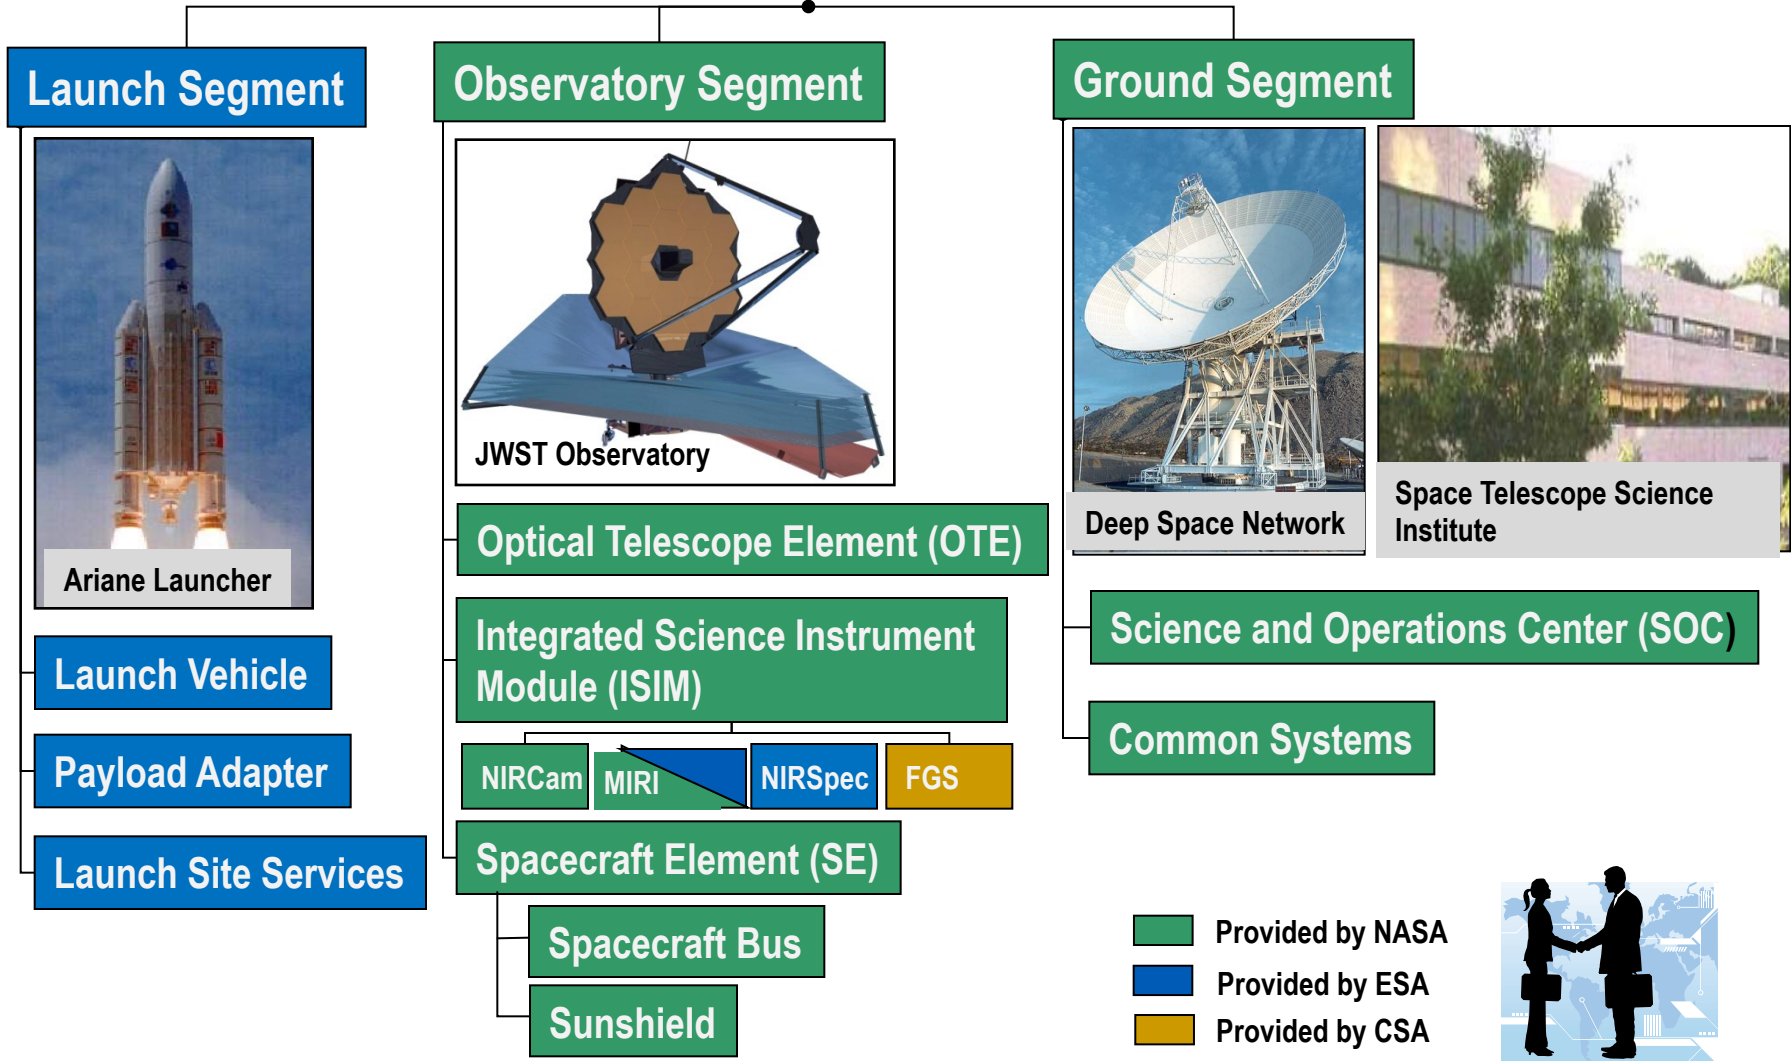 Launch Segment
Observatory Segment
Ground Segment
Ariane Launcher
JWST Observatory
Deep Space Network
Space Telescope Science
Institute
Launch Vehicle
Payload Adapter
Launch Site Services
Optical Telescope Element (OTE)
Integrated Science Instrument
Module (ISIM)
NIRCam
MIRI
NIRSpec
FGS
Spacecraft Element (SE)
Spacecraft Bus
Sunshield
Science and Operations Center (SOC)
Common Systems
Provided by NASA
Provided by ESA
Provided by CSA